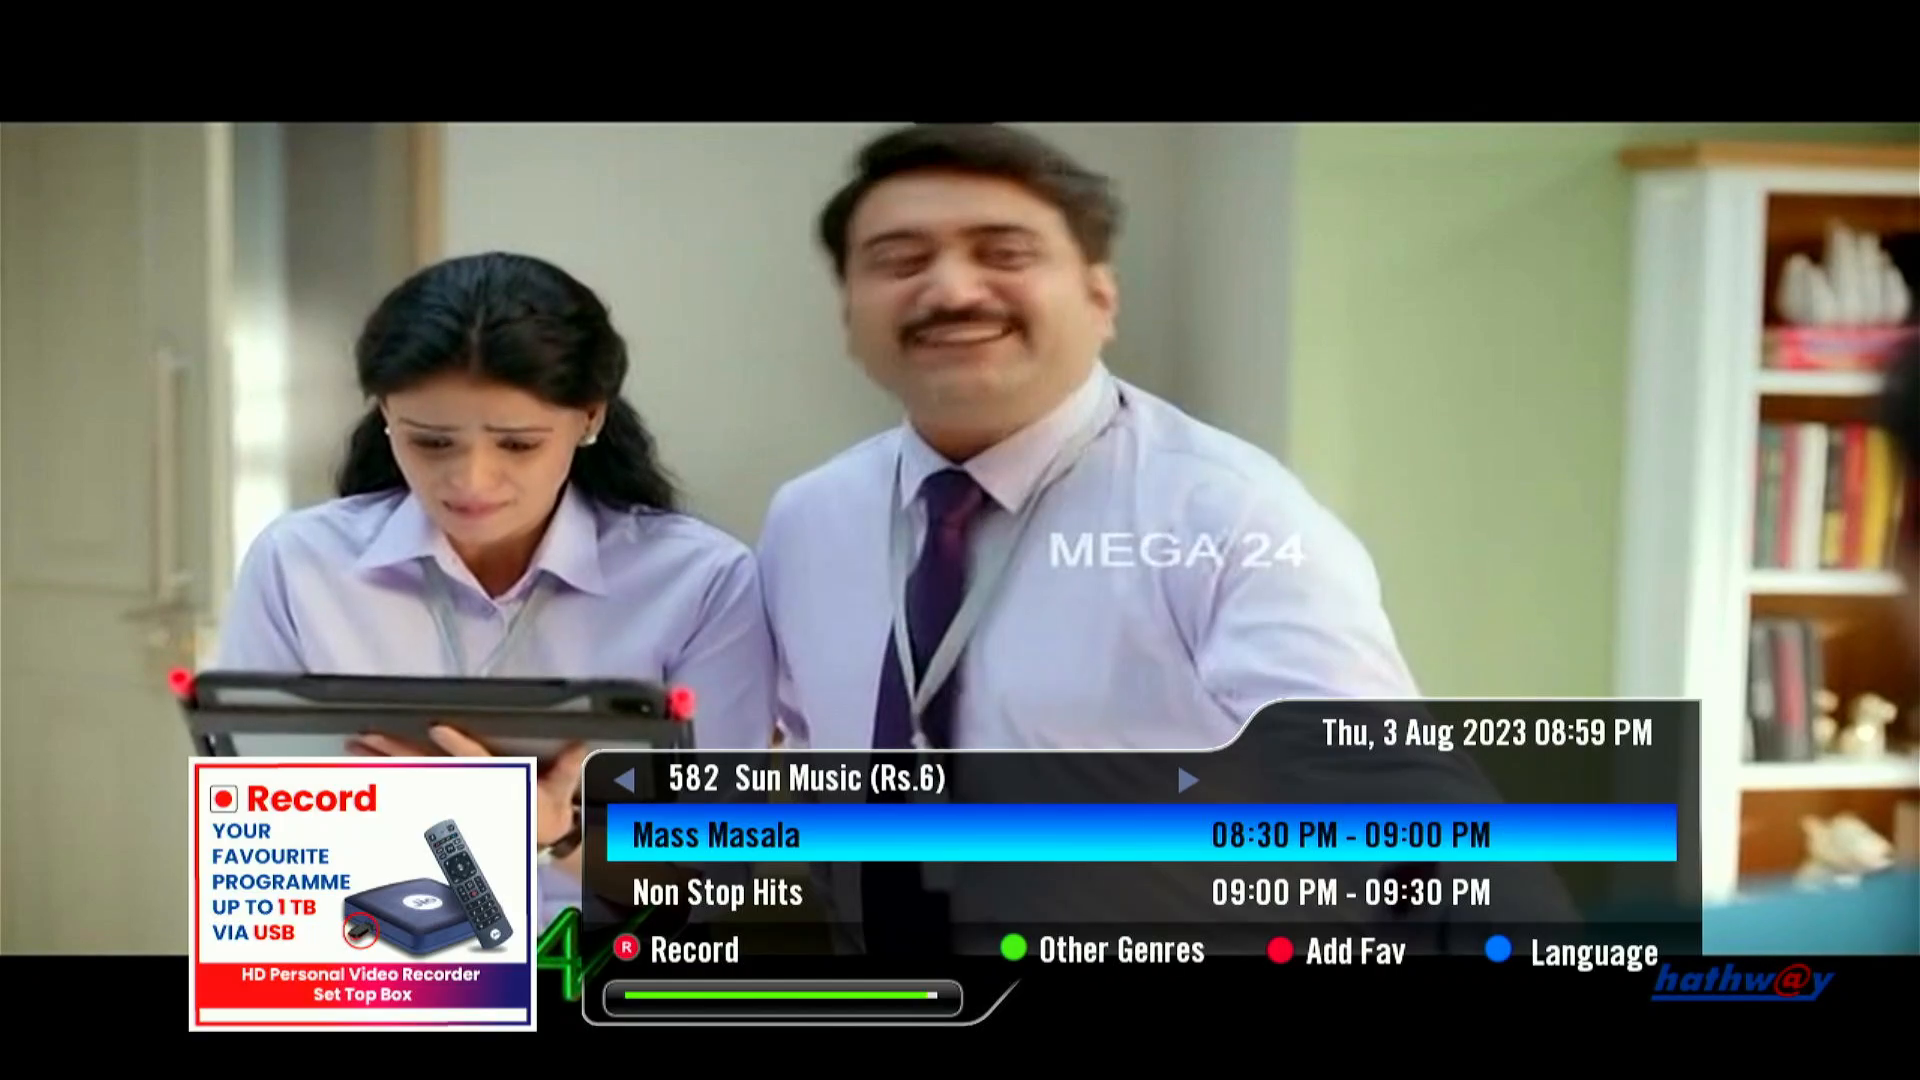 MEGA 24
Thu, 3 Aug 2023 08:59 PM
582 Sun Music (Rs.6)
Mass Masala 08:30 PM - 09:00 PM
Non Stop Hits 09:00 PM - 09:30 PM
R Record Other Genres Add Fav Language
hathw@y
Record
YOUR
FAVOURITE
PROGRAMME
UP TO 1 TB
VIA USB
Jio
HD Personal Video Recorder
Set Top Box
4